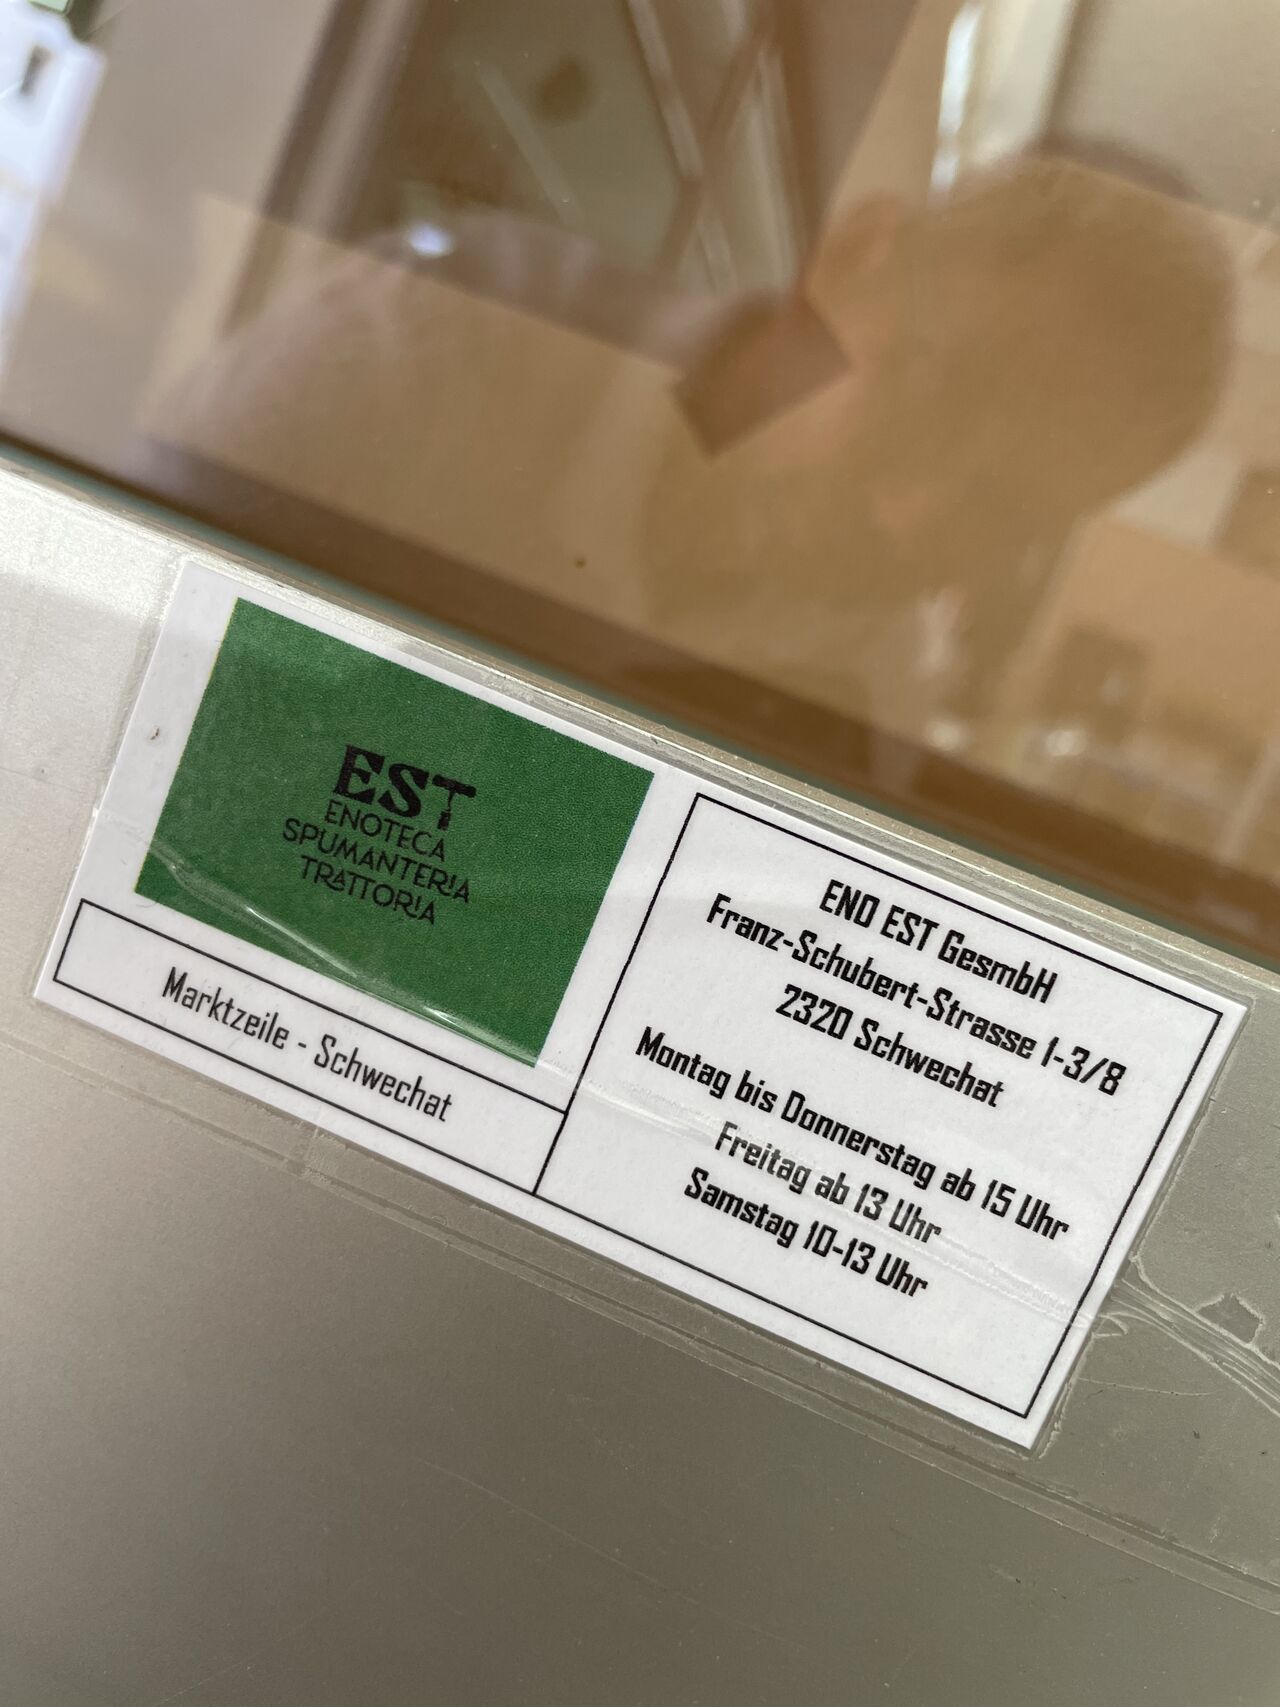 EST
ENOTECA
SPUMANTERIA
TRATTORIA
Marktzeile - Schwechat
ENO EST GesmbH
Franz-Schubert-Strasse 1-3/8
2320 Schwechat
Montag bis Donnerstag ab 15 Uhr
Freitag ab 13 Uhr
Samstag 10-13 Uhr